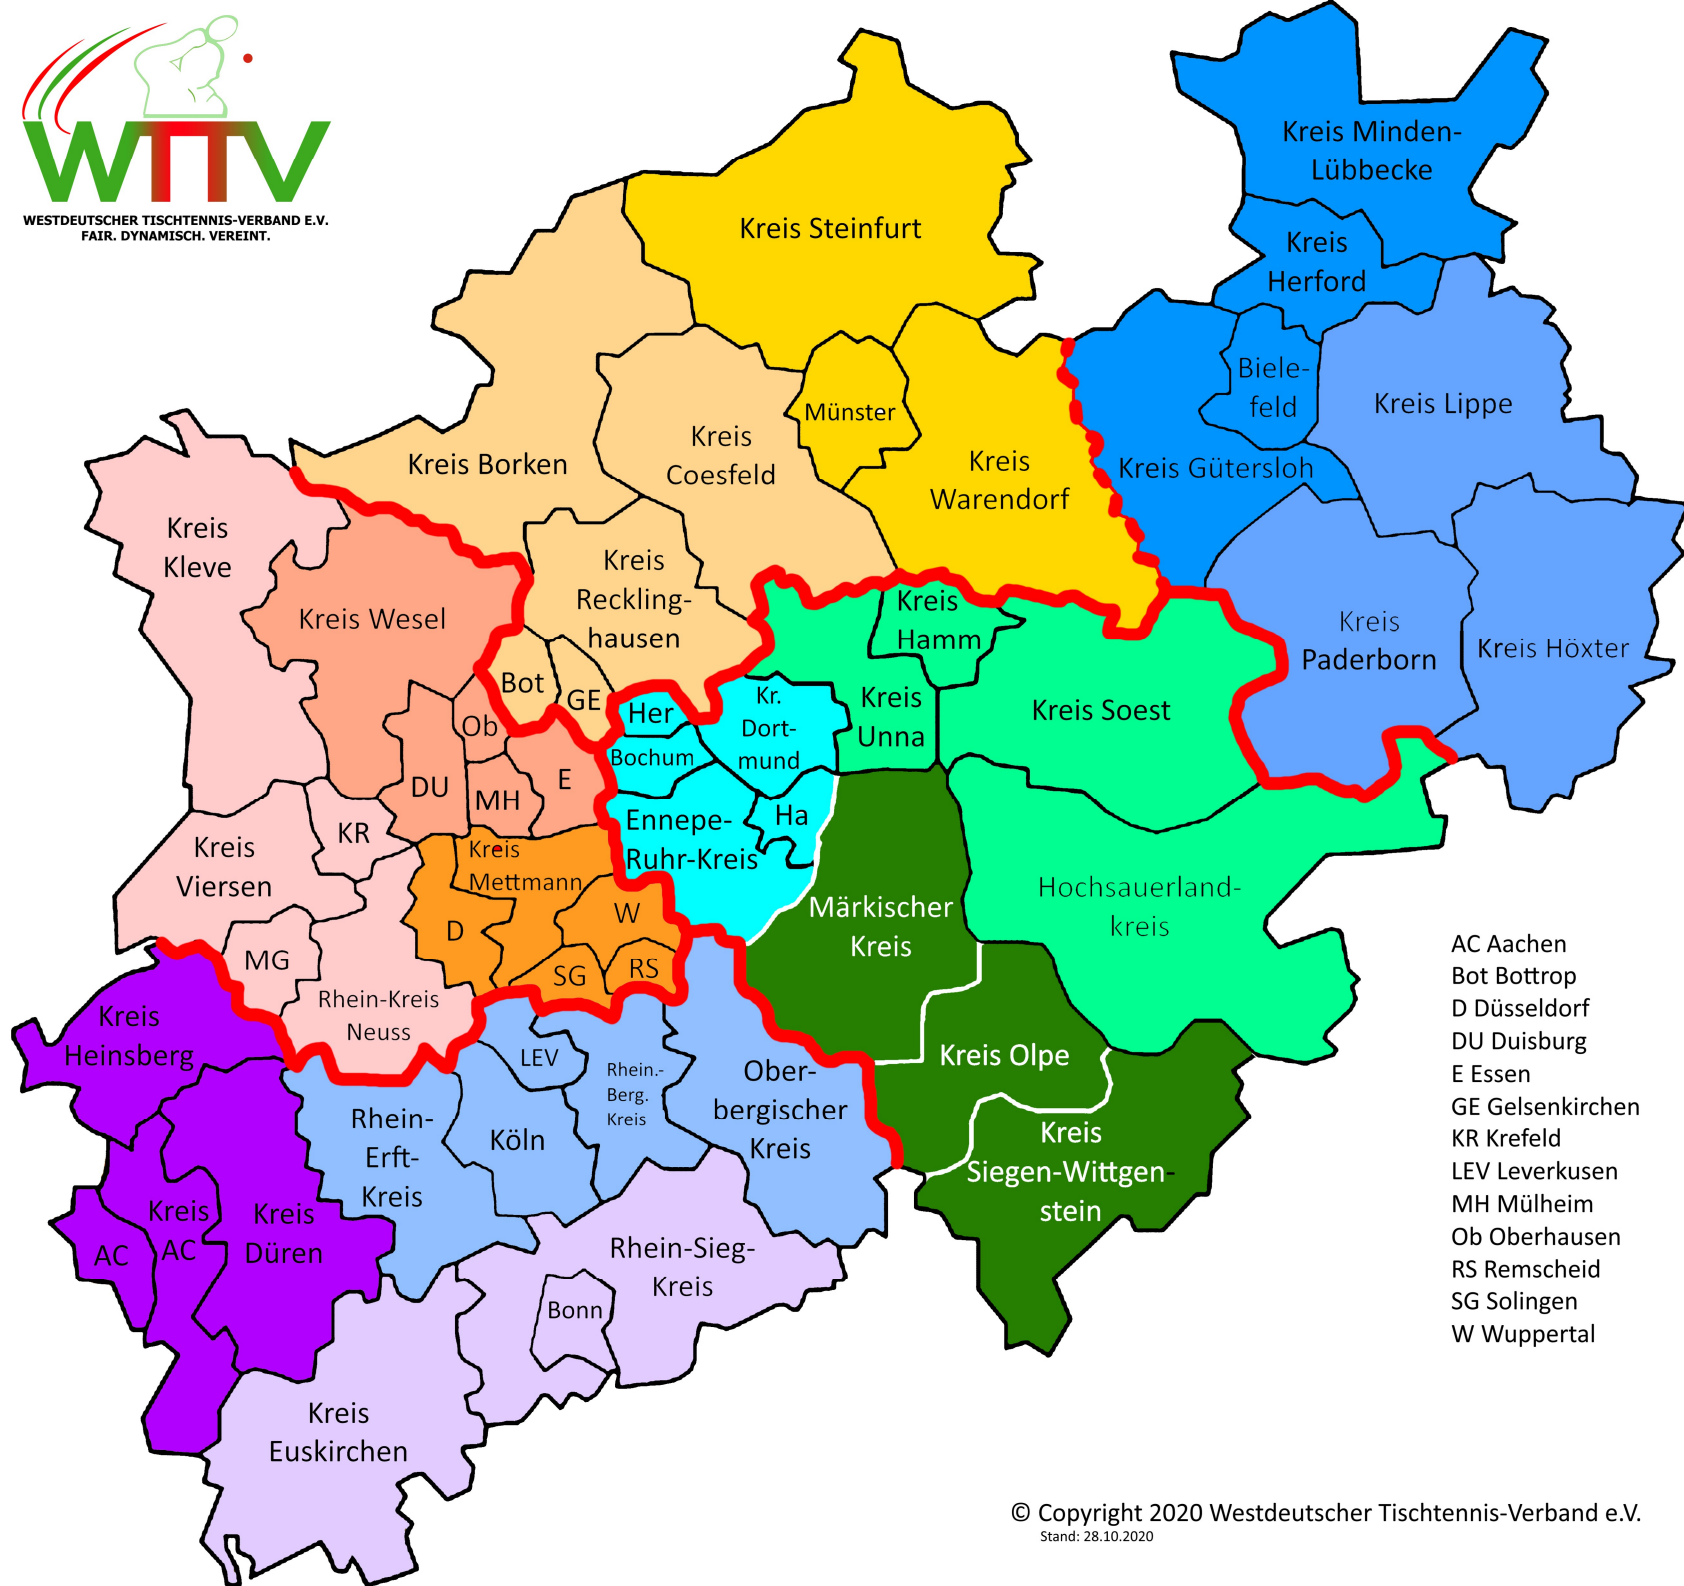 WTTV
WESTDEUTSCHER TISCHTENNIS-VERBAND E.V.
FAIR. DYNAMISCH. VEREINT.
Kreis Minden-
Lübbecke
Kreis Steinfurt
Kreis
Herford
Biele-
feld
Kreis Lippe
Münster
Kreis
Coesfeld
Kreis Borken
Kreis
Warendorf
Kreis Gütersloh
Kreis
Kleve
Kreis
Reckling-
hausen
Kreis Wesel
Kreis
Hamm
Kreis
Paderborn
Kreis Höxter
Bot
GE
Her
Kr.
Dort-
mund
Kreis
Unna
Kreis Soest
Ob
Bochum
DU
MH
E
Ennepe-
Ruhr-Kreis
Ha
KR
Kreis
Viersen
Kreis
Mettmann
D
W
SG
RS
MG
Rhein-Kreis
Neuss
Märkischer
Kreis
Hochsauerland-
kreis
Kreis
Heinsberg
LEV
Rhein.-
Berg.
Kreis
Ober-
bergischer
Kreis
Kreis Olpe
Rhein-
Erft-
Kreis
Köln
Kreis
Siegen-Wittgen-
stein
AC
Kreis
AC
Kreis
Düren
Rhein-Sieg-
Kreis
Bonn
Kreis
Euskirchen
AC Aachen
Bot Bottrop
D Düsseldorf
DU Duisburg
E Essen
GE Gelsenkirchen
KR Krefeld
LEV Leverkusen
MH Mülheim
Ob Oberhausen
RS Remscheid
SG Solingen
W Wuppertal
© Copyright 2020 Westdeutscher Tischtennis-Verband e.V.
Stand: 28.10.2020